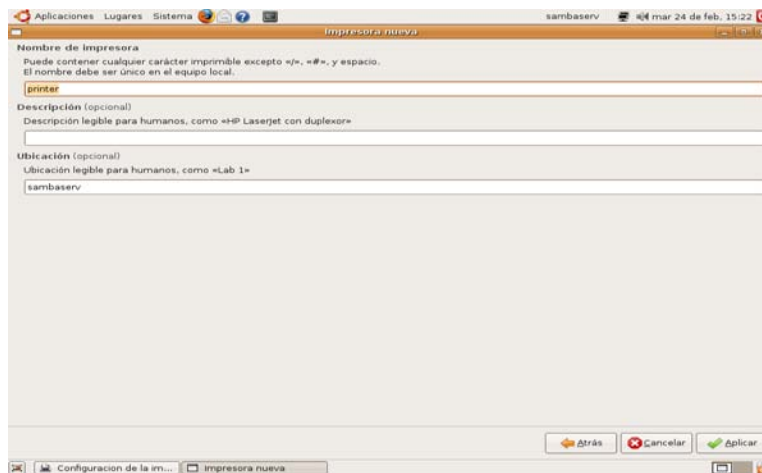 Aplicaciones Lugares Sistema
sambaserv mar 24 de feb, 15:22
Impresora nueva
Nombre de impresora
Puede contener cualquier carácter imprimible excepto «/», «#», y espacio.
El nombre debe ser único en el equipo local.
printer
Descripción (opcional)
Descripción legible para humanos, como «HP LaserJet con duplexor»
Ubicación (opcional)
Ubicación legible para humanos, como «Lab 1»
sambaserv
Atrás Cancelar Aplicar
Configuracion de la im... Impresora nueva